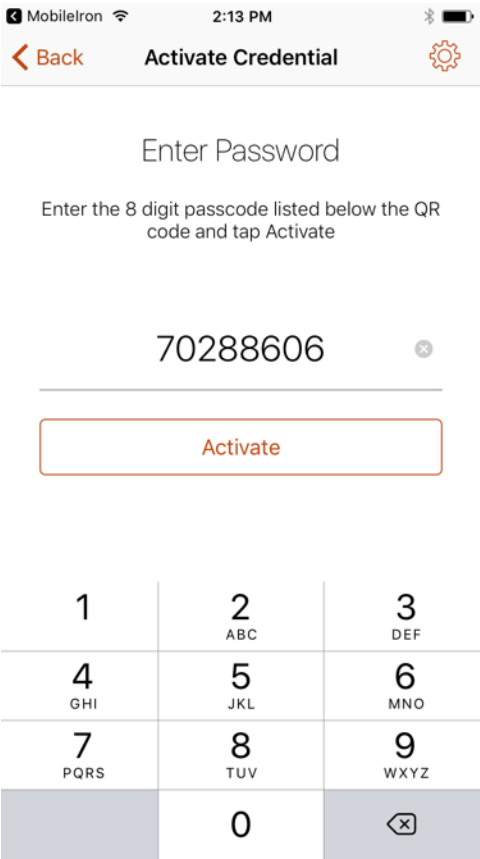 MobileIron 2:13 PM
Back Activate Credential
Enter Password
Enter the 8 digit passcode listed below the QR
code and tap Activate
70288606
Activate
1 2 3
ABC DEF
4 5 6
GHI JKL MNO
7 8 9
PQRS TUV WXYZ
0